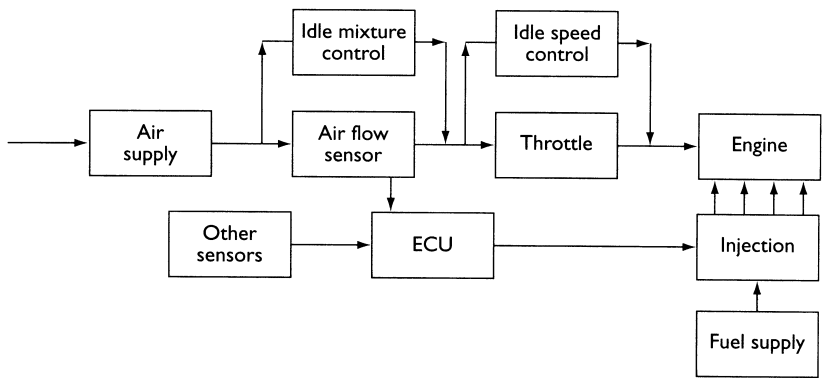 Idle mixture
control
Idle speed
control
Air
supply
Air flow
sensor
Throttle
Engine
Other
sensors
ECU
Injection
Fuel supply